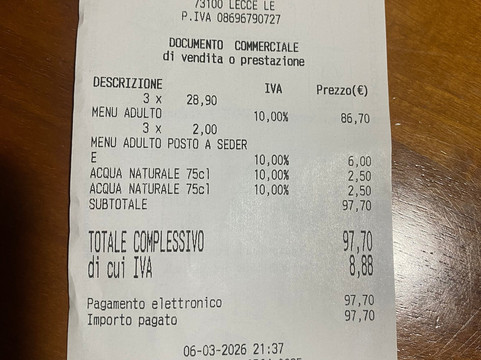 73100 LECCE LE
P.IVA 08696790727
DOCUMENTO COMMERCIALE
di vendita o prestazione
DESCRIZIONE IVA Prezzo(€)
3 x 28,90
MENU ADULTO 10,00% 86,70
3 x 2,00
MENU ADULTO POSTO A SEDER
E 10,00% 6,00
ACQUA NATURALE 75cl 10,00% 2,50
ACQUA NATURALE 75cl 10,00% 2,50
SUBTOTALE 97,70
TOTALE COMPLESSIVO 97,70
di cui IVA 8,88
Pagamento elettronico 97,70
Importo pagato 97,70
06-03-2026 21:37